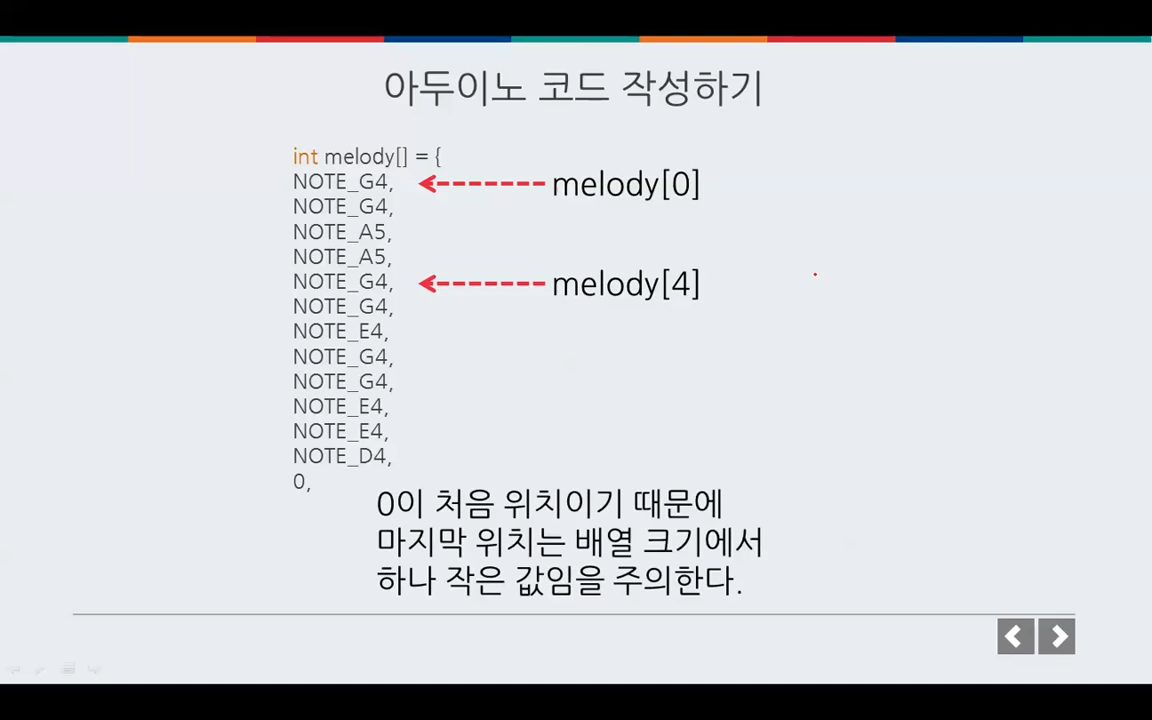 아두이노 코드 작성하기
int melody[] = {
NOTE_G4,
melody[0]
NOTE_G4,
NOTE_A5,
NOTE_A5,
NOTE_G4,
melody[4]
NOTE_G4,
NOTE_E4,
NOTE_G4,
NOTE_G4,
NOTE_E4,
NOTE_E4,
NOTE_D4,
0,
0이 처음 위치이기 때문에
마지막 위치는 배열 크기에서
하나 작은 값임을 주의한다.